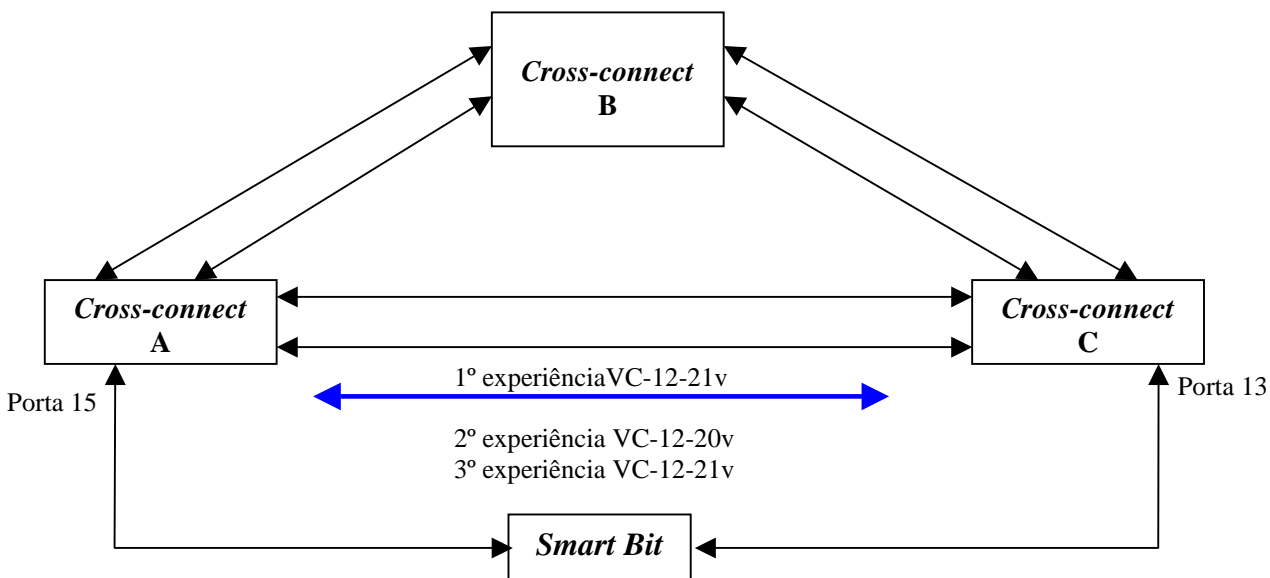 Cross-connect
B
Cross-connect
A
Cross-connect
C
Porta 15
1º experiênciaVC-12-21v
Porta 13
2º experiência VC-12-20v
3º experiência VC-12-21v
Smart Bit